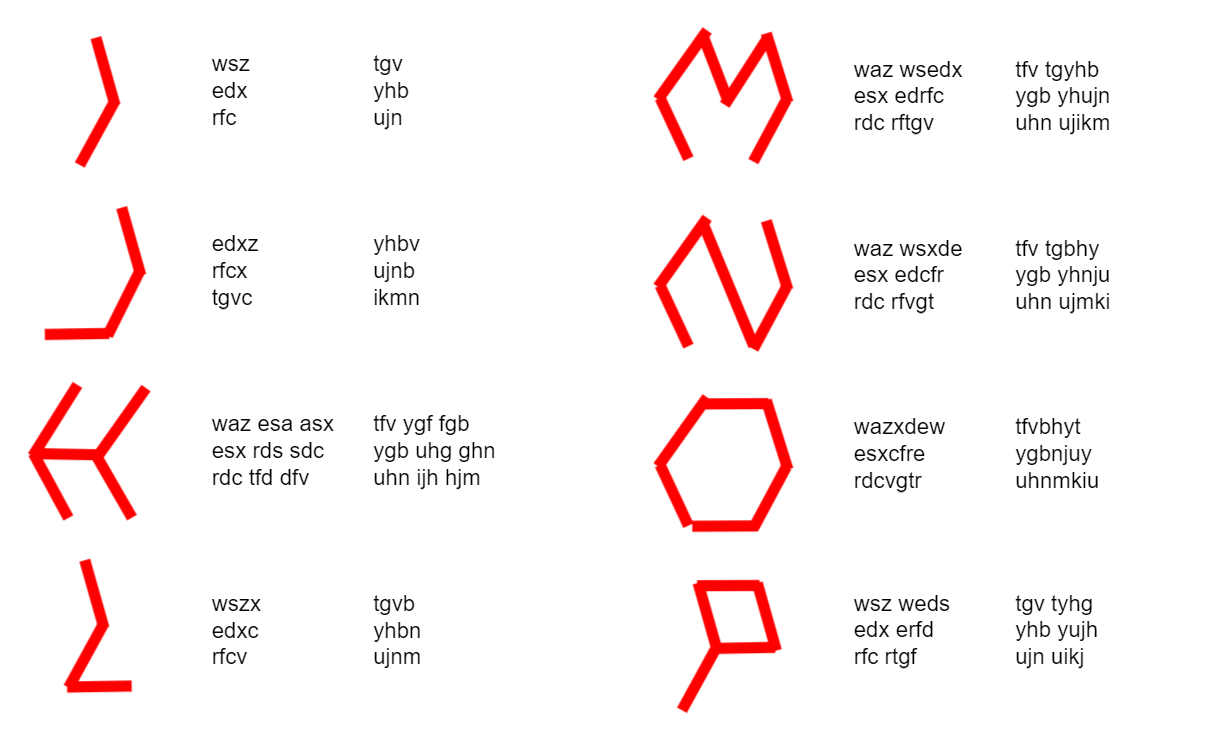 wsz tgv
edx yhb
rfc ujn
edxz yhbv
rfcx ujnb
tgvc ikmn
waz esa asx tfv ygf fgb
esx rds sdc ygb uhg ghn
rdc tfd dfv uhn ijh hjm
wszx tgvb
edxc yhbn
rfcv ujnm
waz wsedx tfv tgyhb
esx edrfc ygb yhujn
rdc rftgv uhn ujikm
waz wsxde tfv tgbhy
esx edcfr ygb yhnju
rdc rfvgt uhn ujmki
wazxdew tfvbhyt
esxcfre ygbnjuy
rdcvgtr uhnmkiu
wsz weds tgv tyhg
edx erfd yhb yujh
rfc rtgf ujn uikj